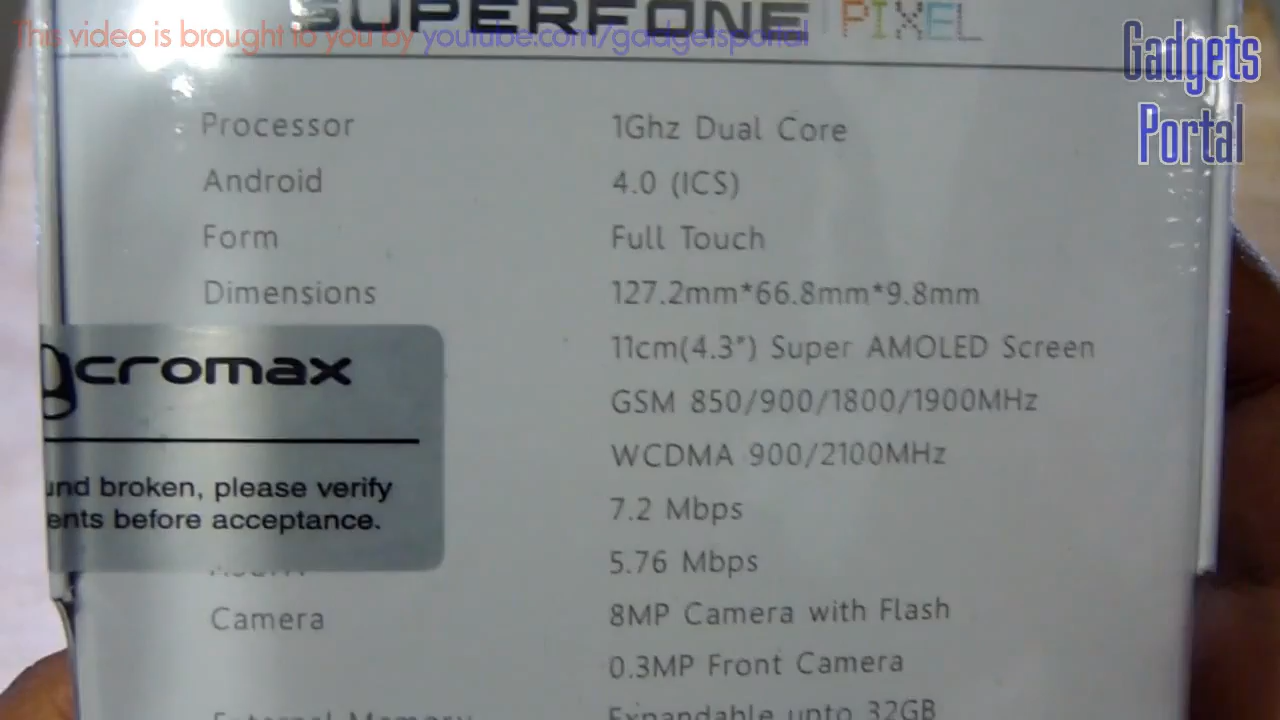 SUPERFONE PIXEL
This video is brought to you by youtube.com/gadgetsportal
Gadgets
Portal
Processor 1Ghz Dual Core
Android 4.0 (ICS)
Form Full Touch
Dimensions 127.2mm*66.8mm*9.8mm
11cm(4.3") Super AMOLED Screen
cromax
GSM 850/900/1800/1900MHz
WCDMA 900/2100MHz
und broken, please verify
7.2 Mbps
ents before acceptance.
5.76 Mbps
Camera 8MP Camera with Flash
0.3MP Front Camera
External Memory Expandable upto 32GB